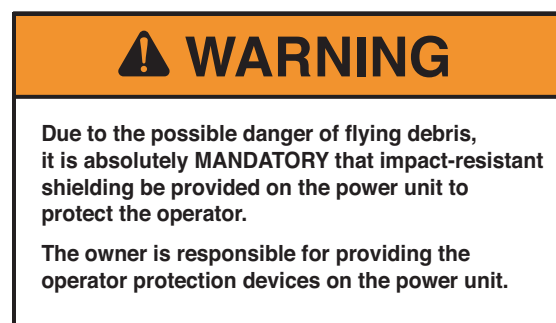 WARNING
Due to the possible danger of flying debris,
it is absolutely MANDATORY that impact-resistant
shielding be provided on the power unit to
protect the operator.
The owner is responsible for providing the
operator protection devices on the power unit.